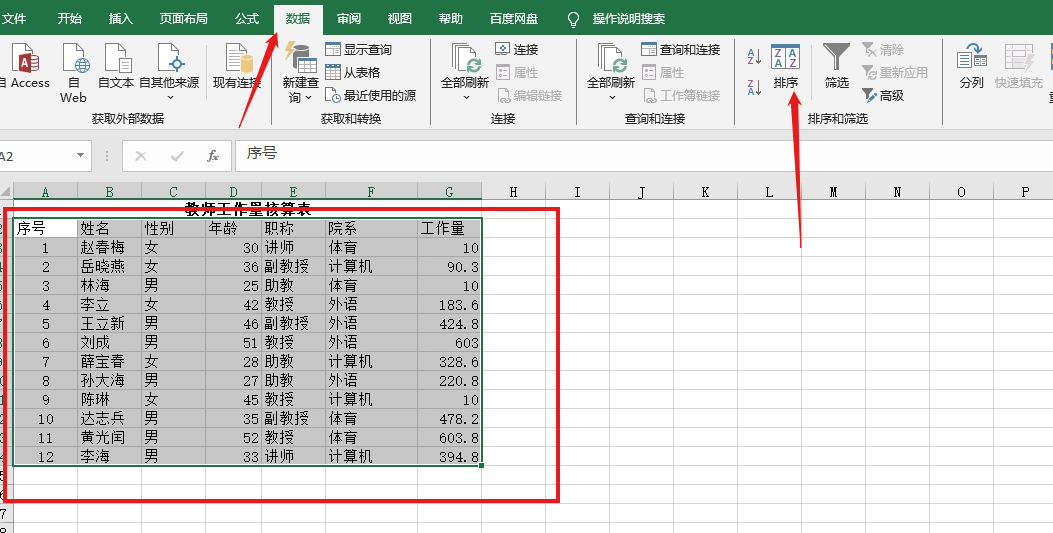 文件 开始 插入 页面布局 公式 数据 审阅 视图 帮助 百度网盘 操作说明搜索
显示查询 连接 查询和连接 清除
自 Access 自 Web 自文本 自其他来源 现有连接 新建查询 从表格 全部刷新 属性 全部刷新 属性 排序 筛选 重新应用 分列 快速填充
最近使用的源 编辑链接 工作簿链接 高级
获取外部数据 获取和转换 连接 查询和连接 排序和筛选
A2 fx 序号
A B C D E F G H I J K L M N O P
教师工作量核算表
序号 姓名 性别 年龄 职称 院系 工作量
1 赵春梅 女 30 讲师 体育 10
2 岳晓燕 女 36 副教授 计算机 90.3
3 林海 男 25 助教 体育 10
4 李立 女 42 教授 外语 183.6
5 王立新 男 46 副教授 外语 424.8
6 刘成 男 51 教授 外语 603
7 薛宝春 女 28 助教 计算机 328.6
8 孙大海 男 27 助教 外语 220.8
9 陈琳 女 45 教授 计算机 10
10 达志兵 男 35 副教授 体育 478.2
11 黄光闰 男 52 教授 体育 603.8
12 李海 男 33 讲师 计算机 394.8